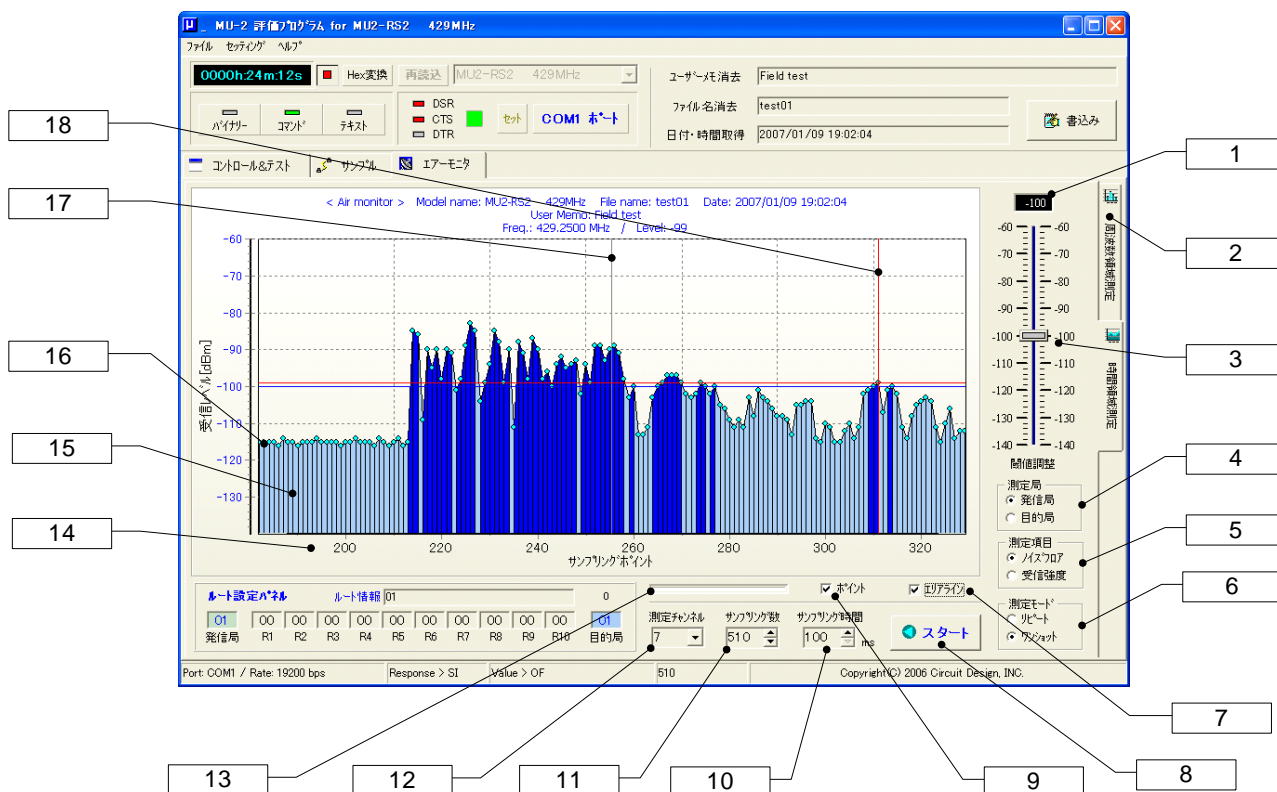 MU-2 評価ﾌﾟﾛｸﾞﾗﾑ for MU2-RS2 429MHz
ﾌｧｲﾙ ｾｯﾃｨﾝｸﾞ ﾍﾙﾌﾟ
0000h:24m:12s Hex変換 再読込 MU2-RS2 429MHz
ﾕｰｻﾞｰﾒﾓ消去 Field test
ﾊﾞｲﾅﾘｰ ｺﾏﾝﾄﾞ ﾃｷｽﾄ
DSR
CTS
DTR
ｾｯﾄ COM1 ﾎﾟｰﾄ
ﾌｧｲﾙ名消去 test01
日付・時間取得 2007/01/09 19:02:04
書込み
ｺﾝﾄﾛｰﾙ&ﾃｽﾄ ｻﾝﾌﾟﾙ ｴｱｰﾓﾆﾀ
< Air monitor > Model name: MU2-RS2 429MHz File name: test01 Date: 2007/01/09 19:02:04
User Memo: Field test
Freq.: 429.2500 MHz / Level: -99
受信レベル[dBm]
-60
-70
-80
-90
-100
-110
-120
-130
200 220 240 260 280 300 320
ｻﾝﾌﾟﾘﾝｸﾞﾎﾟｲﾝﾄ
-100
-60 -60
-70 -70
-80 -80
-90 -90
-100 -100
-110 -110
-120 -120
-130 -130
-140 -140
閾値調整
周波数領域測定
時間領域測定
測定局
発信局
目的局
測定項目
ﾉｲｽﾞﾌﾛｱ
受信強度
測定ﾓｰﾄﾞ
ﾘﾋﾟｰﾄ
ﾜﾝｼｮｯﾄ
ﾙｰﾄ設定ﾊﾟﾈﾙ ﾙｰﾄ情報 01 0
01 00 00 00 00 00 00 00 00 00 00 01
発信局 R1 R2 R3 R4 R5 R6 R7 R8 R9 R10 目的局
ﾎﾟｲﾝﾄ ｴﾘｱﾗｲﾝ
測定ﾁｬﾝﾈﾙ ｻﾝﾌﾟﾘﾝｸﾞ数 ｻﾝﾌﾟﾘﾝｸﾞ時間
7 510 100 ms
スタート
Port: COM1 / Rate: 19200 bps Response > SI Value > OF 510 Copyright(C) 2006 Circuit Design, INC.
1
2
3
4
5
6
7
8
9
10
11
12
13
14
15
16
17
18